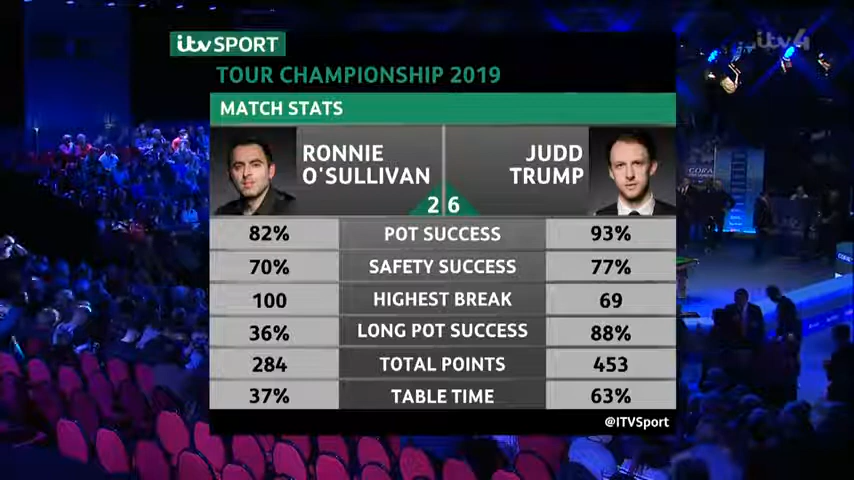 itv SPORT
itv4
TOUR CHAMPIONSHIP 2019
MATCH STATS
RONNIE
O'SULLIVAN
JUDD
TRUMP
2 6
82% POT SUCCESS 93%
70% SAFETY SUCCESS 77%
100 HIGHEST BREAK 69
36% LONG POT SUCCESS 88%
284 TOTAL POINTS 453
37% TABLE TIME 63%
@ITVSport
CORAL